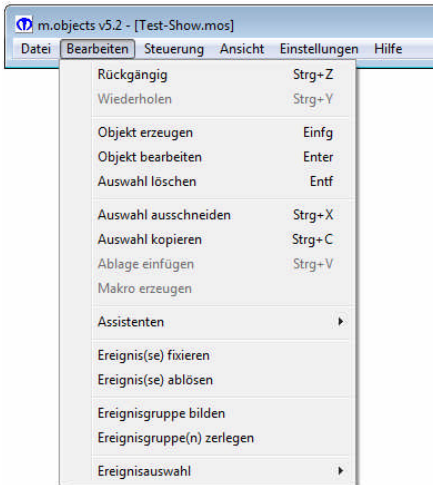 m.objects v5.2 - [Test-Show.mos]
Datei Bearbeiten Steuerung Ansicht Einstellungen Hilfe
Rückgängig Strg+Z
Wiederholen Strg+Y
Objekt erzeugen Einfg
Objekt bearbeiten Enter
Auswahl löschen Entf
Auswahl ausschneiden Strg+X
Auswahl kopieren Strg+C
Ablage einfügen Strg+V
Makro erzeugen
Assistenten
Ereignis(se) fixieren
Ereignis(se) ablösen
Ereignisgruppe bilden
Ereignisgruppe(n) zerlegen
Ereignisauswahl